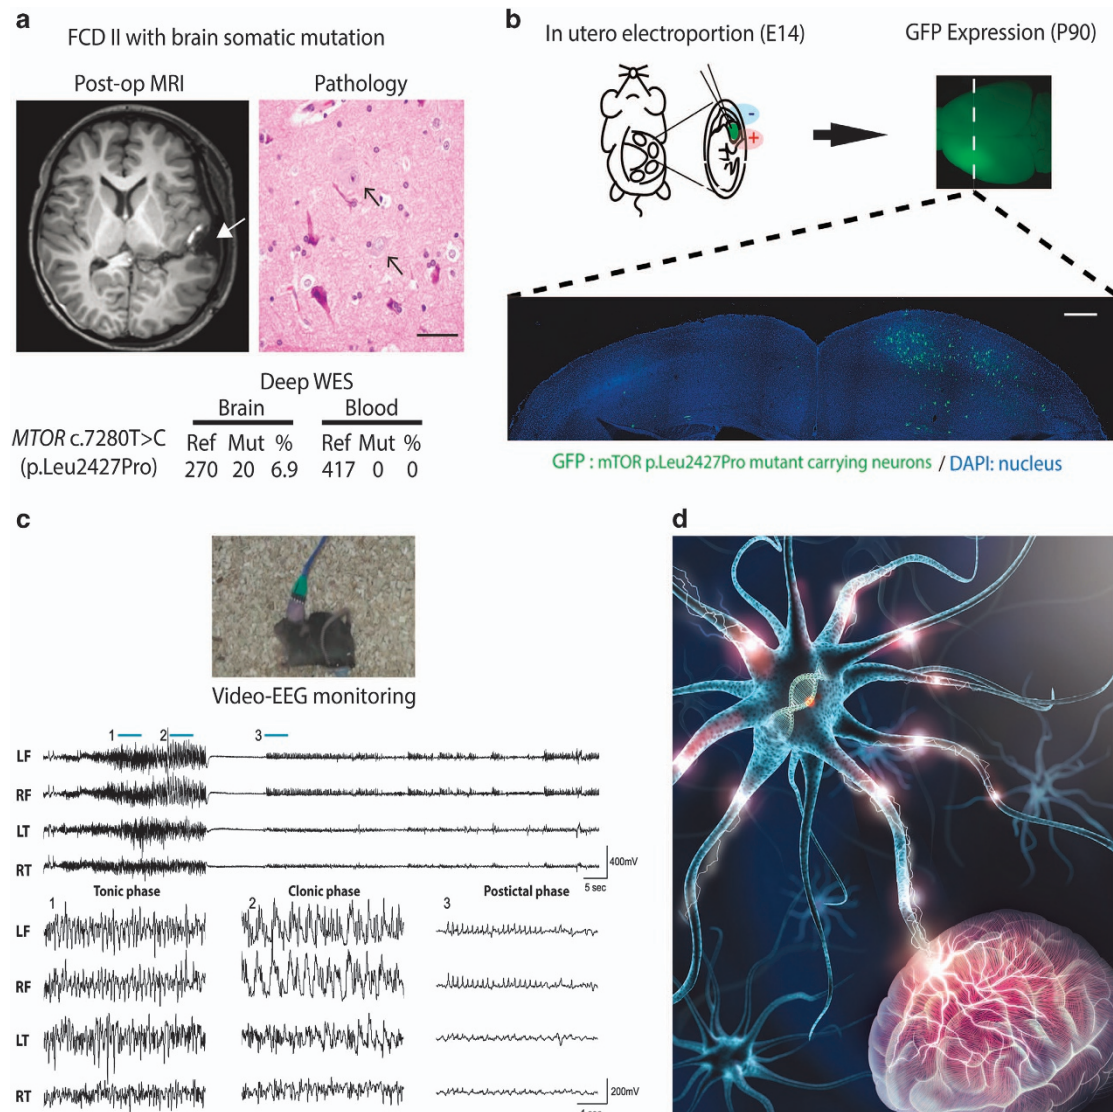 a
FCD II with brain somatic mutation
Post-op MRI
Pathology
Deep WES
Brain Blood
MTOR c.7280T>C Ref Mut % Ref Mut %
(p.Leu2427Pro) 270 20 6.9 417 0 0
b
In utero electroportion (E14)
GFP Expression (P90)
-
+
GFP : mTOR p.Leu2427Pro mutant carrying neurons / DAPI: nucleus
c
Video-EEG monitoring
1 2 3
LF
RF
LT
RT
400mV
5 sec
Tonic phase Clonic phase Postictal phase
1 2 3
LF
RF
LT
RT
200mV
d